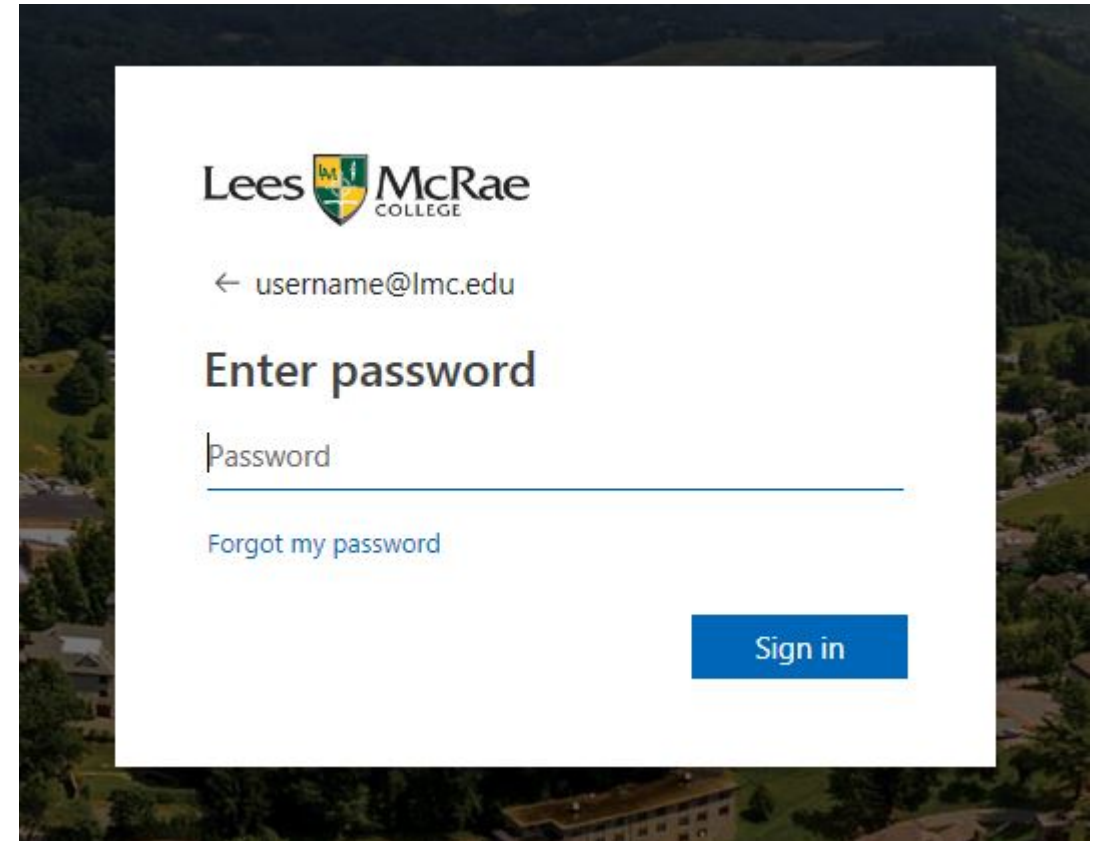 Lees McRae
COLLEGE
← username@lmc.edu
Enter password
Password
Forgot my password
Sign in